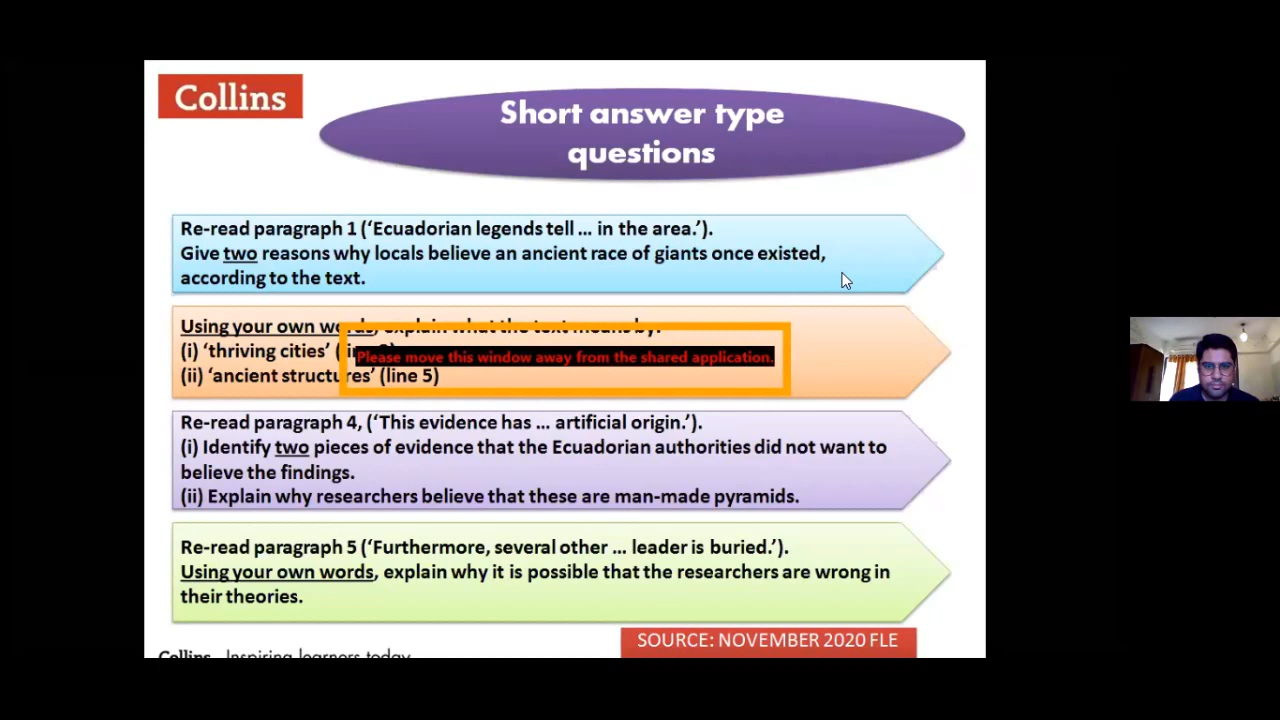 Collins
Short answer type
questions
Re-read paragraph 1 (‘Ecuadorian legends tell … in the area.’).
Give two reasons why locals believe an ancient race of giants once existed,
according to the text.
Using your own words, explain what the text means by:
(i) ‘thriving cities’
Please move this window away from the shared application.
(ii) ‘ancient structures’ (line 5)
Re-read paragraph 4, (‘This evidence has … artificial origin.’).
(i) Identify two pieces of evidence that the Ecuadorian authorities did not want to
believe the findings.
(ii) Explain why researchers believe that these are man-made pyramids.
Re-read paragraph 5 (‘Furthermore, several other … leader is buried.’).
Using your own words, explain why it is possible that the researchers are wrong in
their theories.
SOURCE: NOVEMBER 2020 FLE
Collins Inspiring learners today